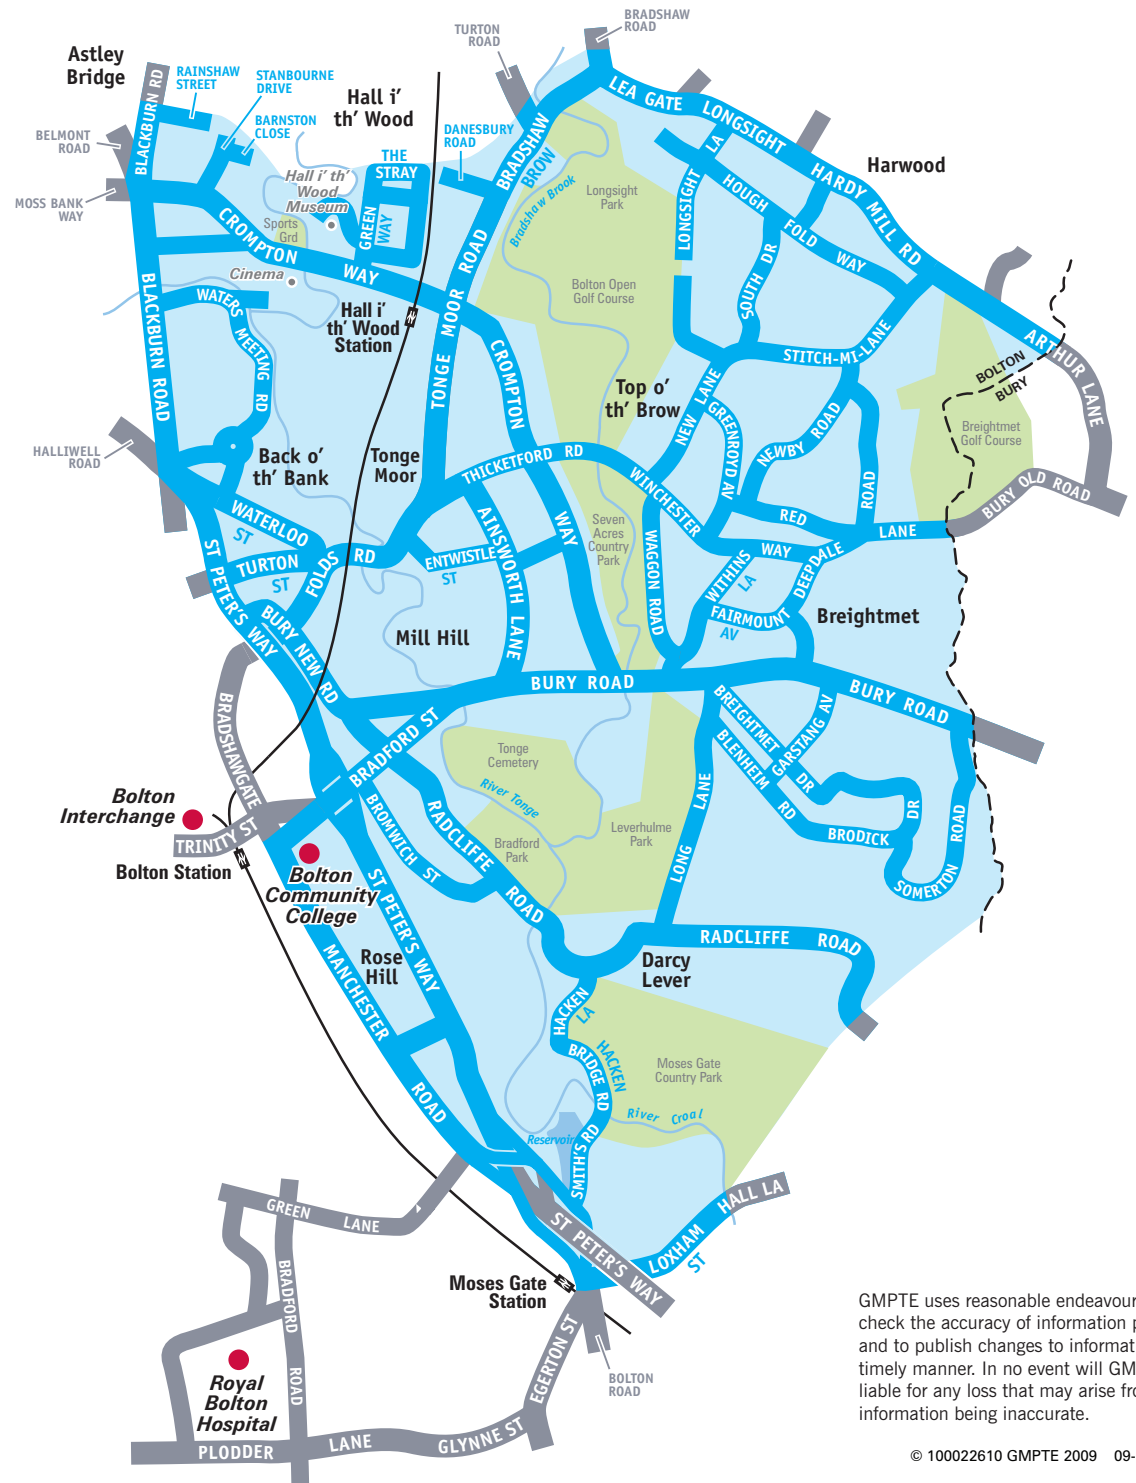 BRADSHAW
ROAD
TURTON
ROAD
Astley
Bridge
RAINSHAW
STREET
STANBOURNE
DRIVE
BARNSTON
CLOSE
Hall i'
th' Wood
BELMONT
ROAD
BLACKBURN RD
MOSS BANK
WAY
DANESBURY
ROAD
THE
STRAY
Hall i' th'
Wood
Museum
GREEN
WAY
Sports
Grd
CROMPTON
WAY
Cinema
BRADSHAW
BROW
Bradshaw Brook
LEA GATE
LONGSIGHT
HARDY MILL RD
Harwood
Longsight
Park
LONGSIGHT
LA
HOUGH
FOLD
WAY
SOUTH DR
Bolton Open
Golf Course
BLACKBURN ROAD
WATERS
MEETING RD
Hall i'
th' Wood
Station
TONGE MOOR ROAD
CROMPTON
WAY
STITCH-MI-LANE
ARTHUR LANE
BOLTON
BURY
Top o'
th' Brow
NEW LANE
GREENROYD AV
NEWBY ROAD
Breightmet
Golf Course
HALLIWELL
ROAD
Back o'
th' Bank
Tonge
Moor
THICKETFORD RD
WINCHESTER
WAY
RED
LANE
ROAD
BURY OLD ROAD
WATERLOO
ST
TURTON
ST
FOLDS RD
AINSWORTH LANE
ENTWISTLE
ST
Seven
Acres
Country
Park
WAGGON ROAD
WITHINS
LA
DEEPDALE
FAIRMOUNT
AV
Breightmet
ST PETER'S WAY
BURY NEW RD
Mill Hill
BURY ROAD
BURY ROAD
BRADSHAWGATE
BRADFORD ST
BREIGHTMET
DR
GARSTANG AV
BLENHEIM
RD
Tonge
Cemetery
River Tonge
Bolton
Interchange
TRINITY ST
Bolton Station
BROMWICH ST
RADCLIFFE
ROAD
Bradford
Park
Leverhulme
Park
LONG LANE
BRODICK
DR
SOMERTON ROAD
Bolton
Community
College
ST PETER'S WAY
Rose
Hill
MANCHESTER
ROAD
RADCLIFFE ROAD
Darcy
Lever
HACKEN
LA
HACKEN
BRIDGE RD
Moses Gate
Country Park
River Croal
Reservoir
SMITH'S RD
GREEN LANE
HALL LA
LOXHAM
ST
ST PETER'S WAY
BRADFORD
ROAD
Moses Gate
Station
EGERTON ST
BOLTON
ROAD
Royal
Bolton
Hospital
PLODDER LANE
GLYNNE ST
GMPTE uses reasonable endeavour
check the accuracy of information p
and to publish changes to informat
timely manner. In no event will GM
liable for any loss that may arise fro
information being inaccurate.
© 100022610 GMPTE 2009 09-